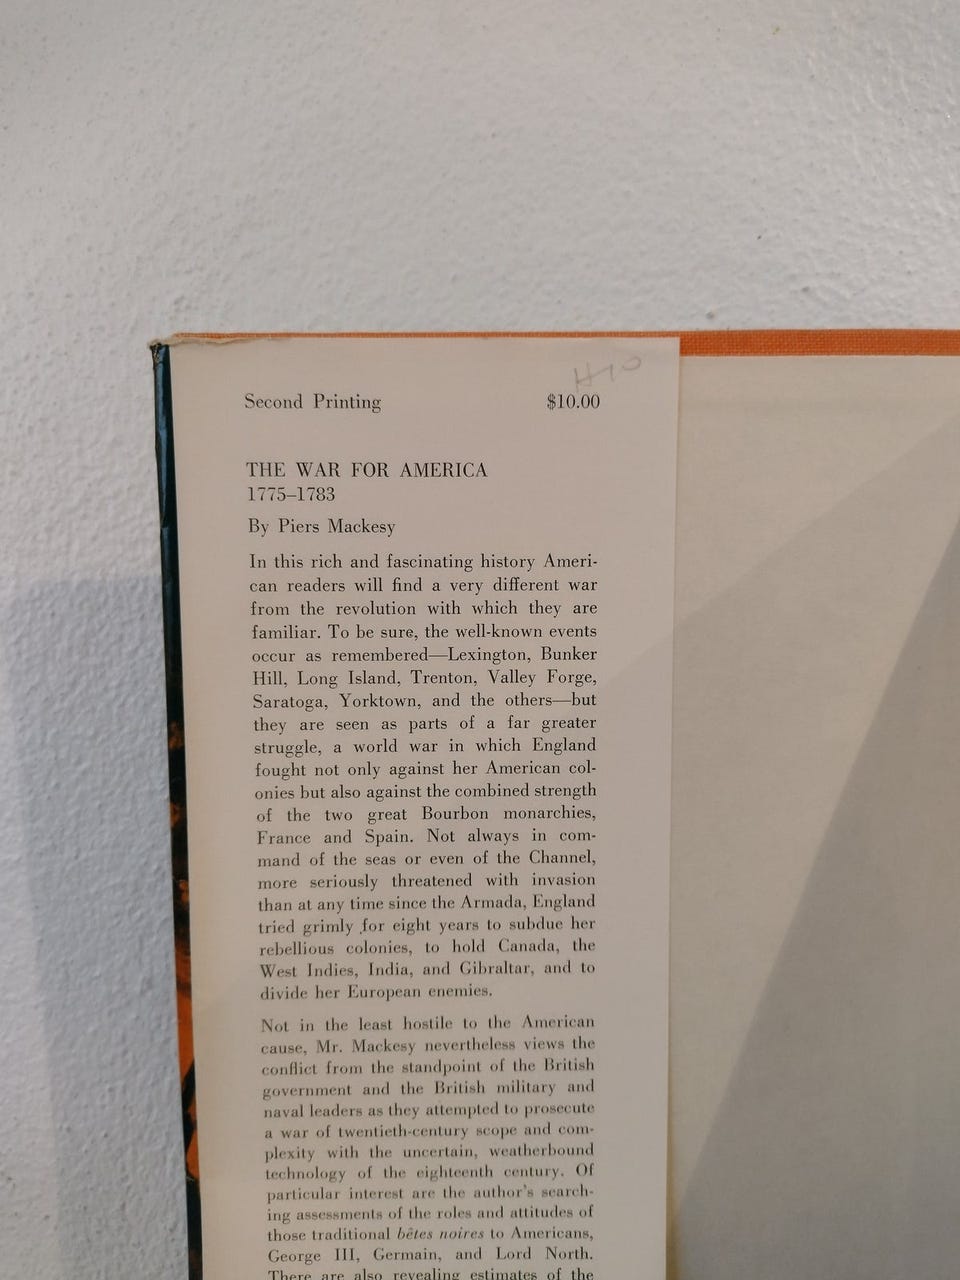 Second Printing $10.00
THE WAR FOR AMERICA
1775–1783
By Piers Mackesy
In this rich and fascinating history Ameri-
can readers will find a very different war
from the revolution with which they are
familiar. To be sure, the well-known events
occur as remembered—Lexington, Bunker
Hill, Long Island, Trenton, Valley Forge,
Saratoga, Yorktown, and the others—but
they are seen as parts of a far greater
struggle, a world war in which England
fought not only against her American col-
onies but also against the combined strength
of the two great Bourbon monarchies,
France and Spain. Not always in com-
mand of the seas or even of the Channel,
more seriously threatened with invasion
than at any time since the Armada, England
tried grimly for eight years to subdue her
rebellious colonies, to hold Canada, the
West Indies, India, and Gibraltar, and to
divide her European enemies.
Not in the least hostile to the American
cause, Mr. Mackesy nevertheless views the
conflict from the standpoint of the British
government and the British military and
naval leaders as they attempted to prosecute
a war of twentieth-century scope and com-
plexity with the uncertain, weatherbound
technology of the eighteenth century. Of
particular interest are the author's search-
ing assessments of the roles and attitudes of
those traditional bêtes noires to Americans,
George III, Germain, and Lord North.
There are also revealing estimates of the